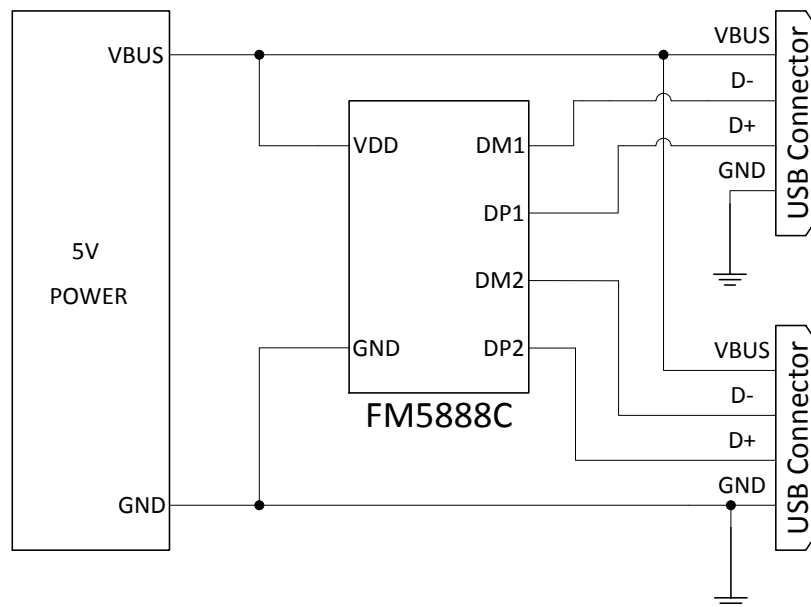 VBUS
5V
POWER
GND
VDD
GND
DM1
DP1
DM2
DP2
FM5888C
VBUS
D-
D+
GND
USB Connector
VBUS
D-
D+
GND
USB Connector